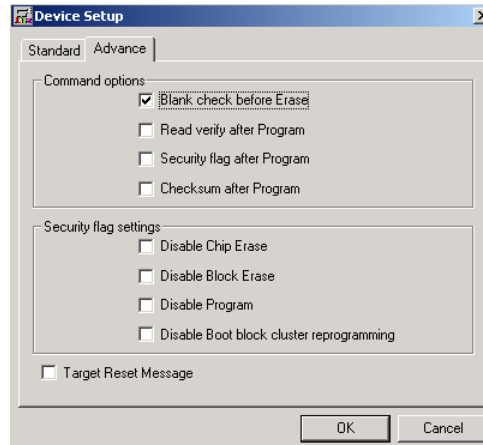 Device Setup
Standard Advance
Command options
Blank check before Erase
Read verify after Program
Security flag after Program
Checksum after Program
Security flag settings
Disable Chip Erase
Disable Block Erase
Disable Program
Disable Boot block cluster reprogramming
Target Reset Message
OK Cancel